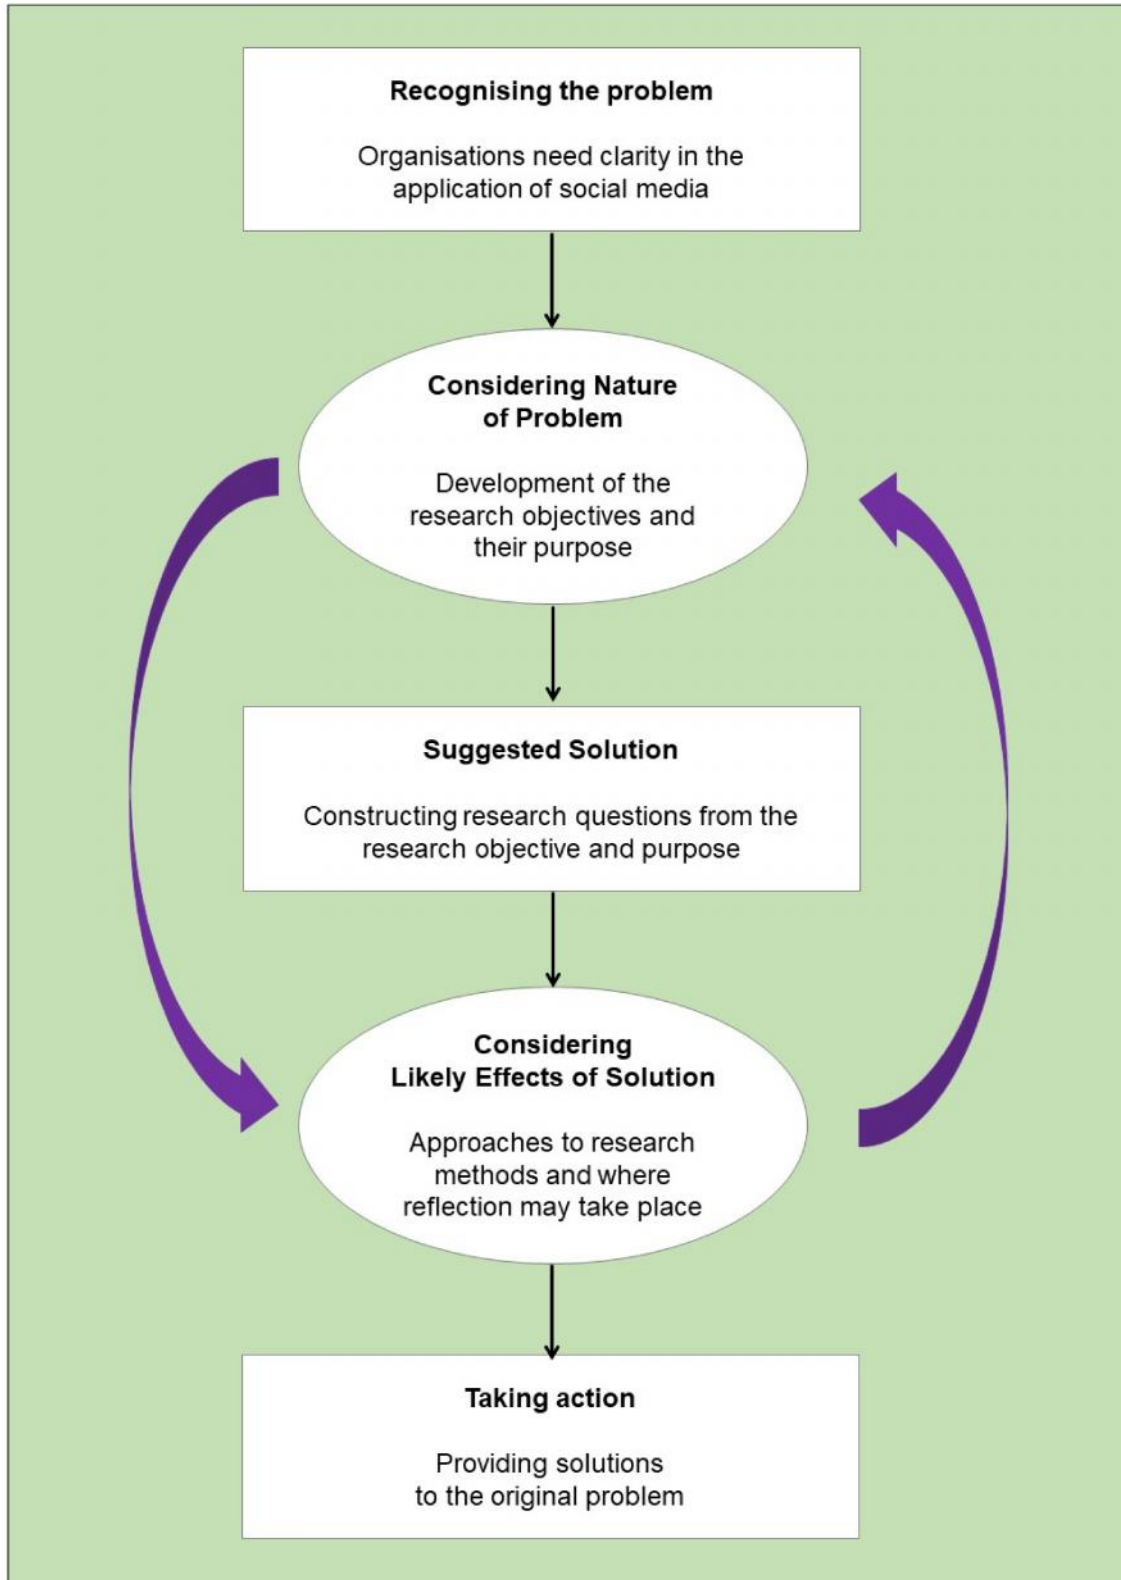 Recognising the problem
Organisations need clarity in the
application of social media
Considering Nature
of Problem
Development of the
research objectives and
their purpose
Suggested Solution
Constructing research questions from the
research objective and purpose
Considering
Likely Effects of Solution
Approaches to research
methods and where
reflection may take place
Taking action
Providing solutions
to the original problem